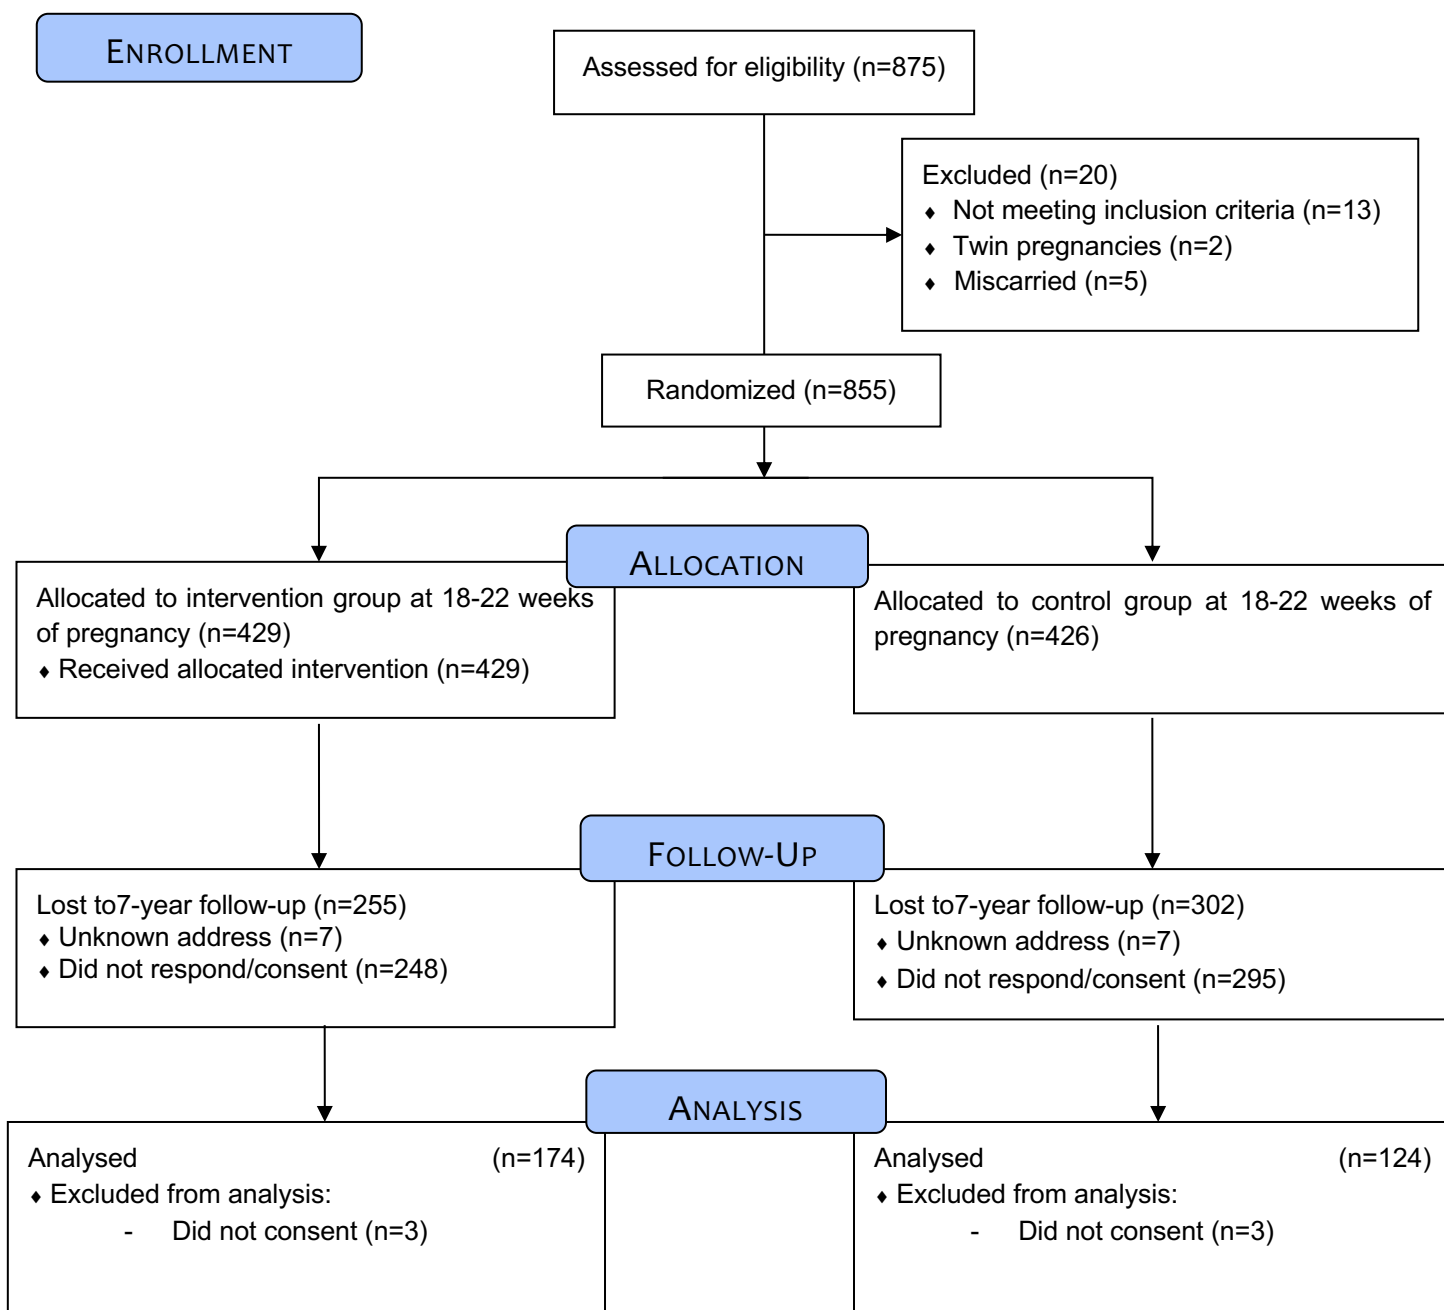 ENROLLMENT
Assessed for eligibility (n=875)
Excluded (n=20)
♦ Not meeting inclusion criteria (n=13)
♦ Twin pregnancies (n=2)
♦ Miscarried (n=5)
Randomized (n=855)
ALLOCATION
Allocated to intervention group at 18-22 weeks
of pregnancy (n=429)
♦ Received allocated intervention (n=429)
Allocated to control group at 18-22 weeks of
pregnancy (n=426)
FOLLOW-UP
Lost to7-year follow-up (n=255)
♦ Unknown address (n=7)
♦ Did not respond/consent (n=248)
Lost to7-year follow-up (n=302)
♦ Unknown address (n=7)
♦ Did not respond/consent (n=295)
ANALYSIS
Analysed (n=174)
♦ Excluded from analysis:
- Did not consent (n=3)
Analysed (n=124)
♦ Excluded from analysis:
- Did not consent (n=3)